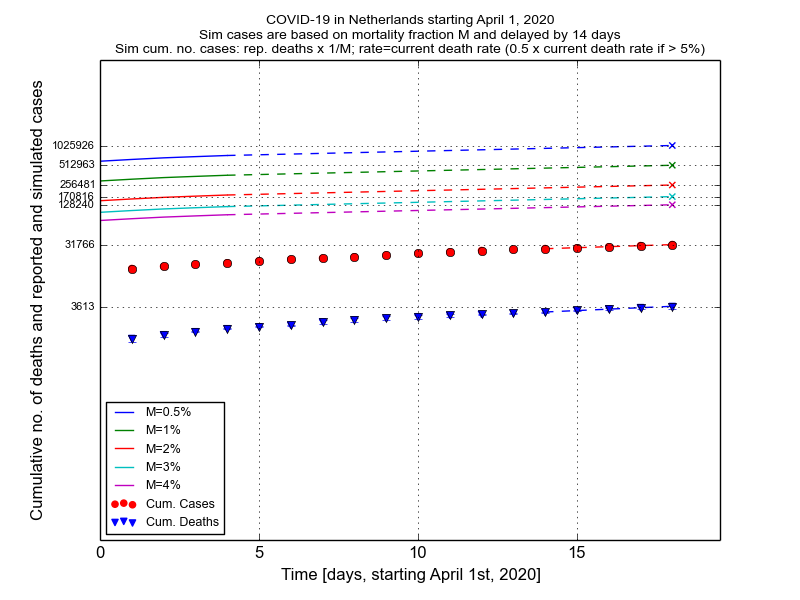 COVID-19 in Netherlands starting April 1, 2020
Sim cases are based on mortality fraction M and delayed by 14 days
Sim cum. no. cases: rep. deaths x 1/M; rate=current death rate (0.5 x current death rate if > 5%)
Cumulative no. of deaths and reported and simulated cases
1025926
512963
256481
170816
128240
31766
3613
M=0.5%
M=1%
M=2%
M=3%
M=4%
Cum. Cases
Cum. Deaths
0 5 10 15
Time [days, starting April 1st, 2020]